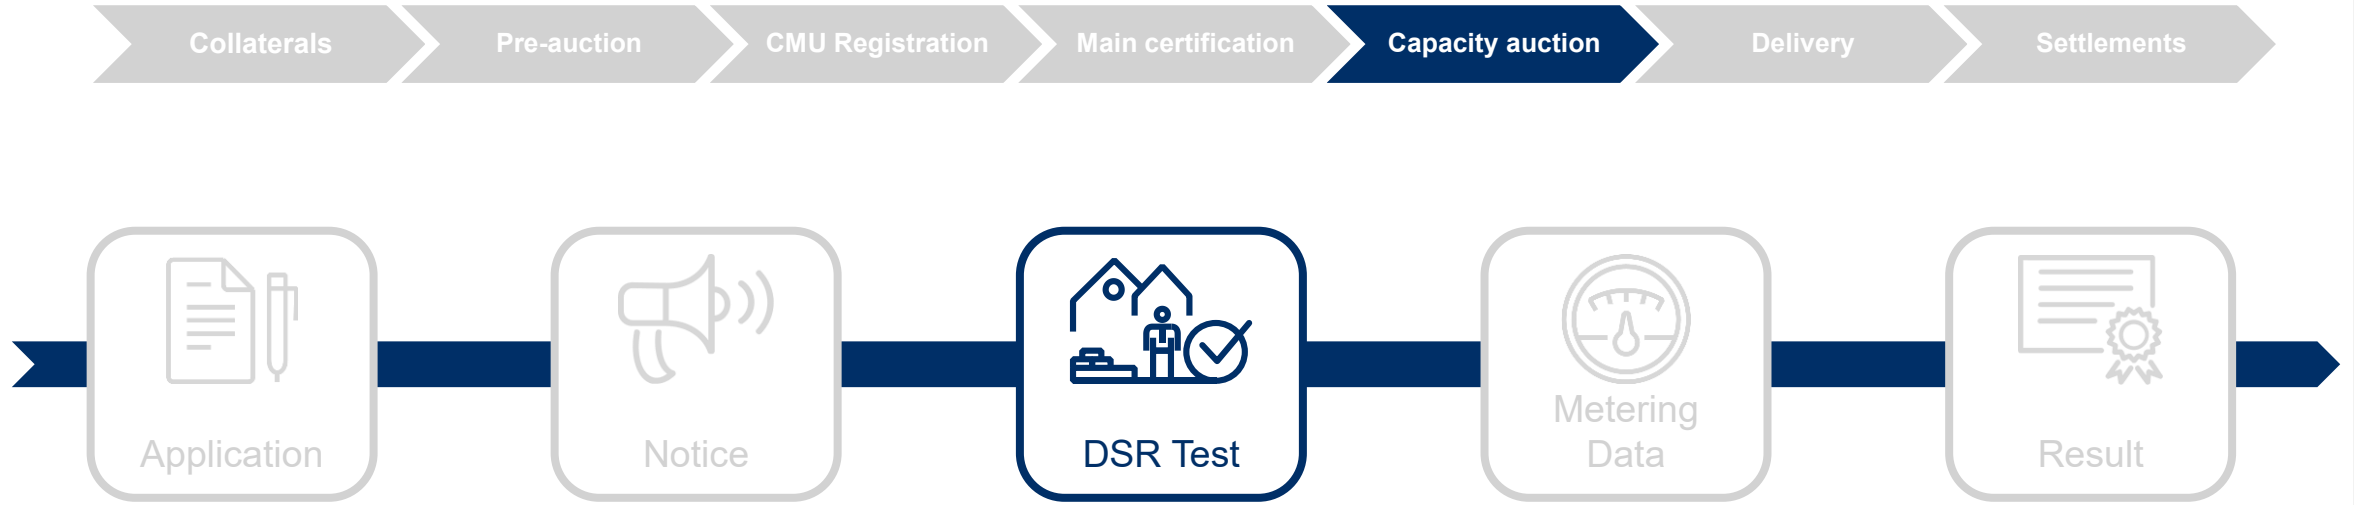 Collaterals
Pre-auction
CMU Registration
Main certification
Capacity auction
Delivery
Settlements
Application
Notice
DSR Test
Metering
Data
Result